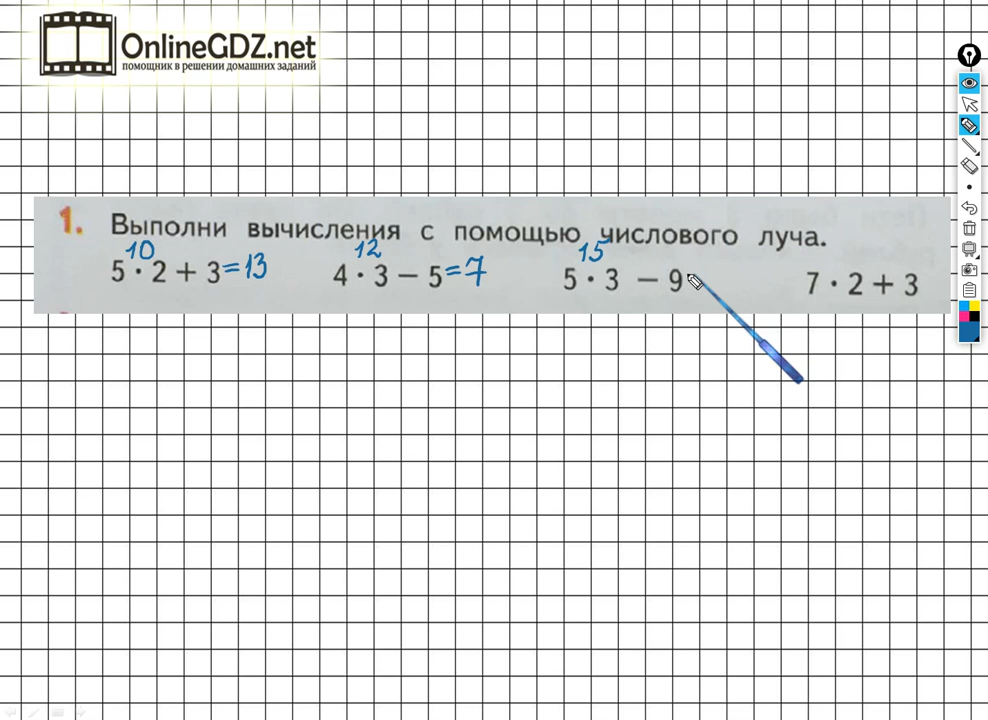 OnlineGDZ.net
помощник в решении домашних заданий
1. Выполни вычисления с помощью числового луча.
10 12 15
5 · 2 + 3 =13 4 · 3 − 5 =7 5 · 3 − 9 7 · 2 + 3